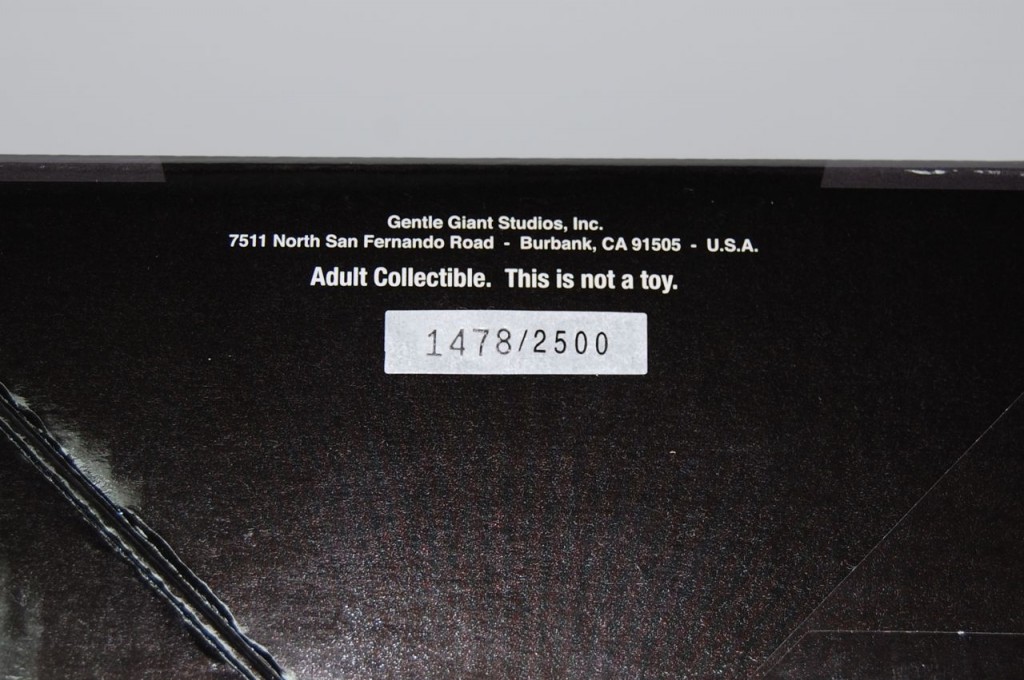 Gentle Giant Studios, Inc.
7511 North San Fernando Road - Burbank, CA 91505 - U.S.A.
Adult Collectible. This is not a toy.
1478/2500